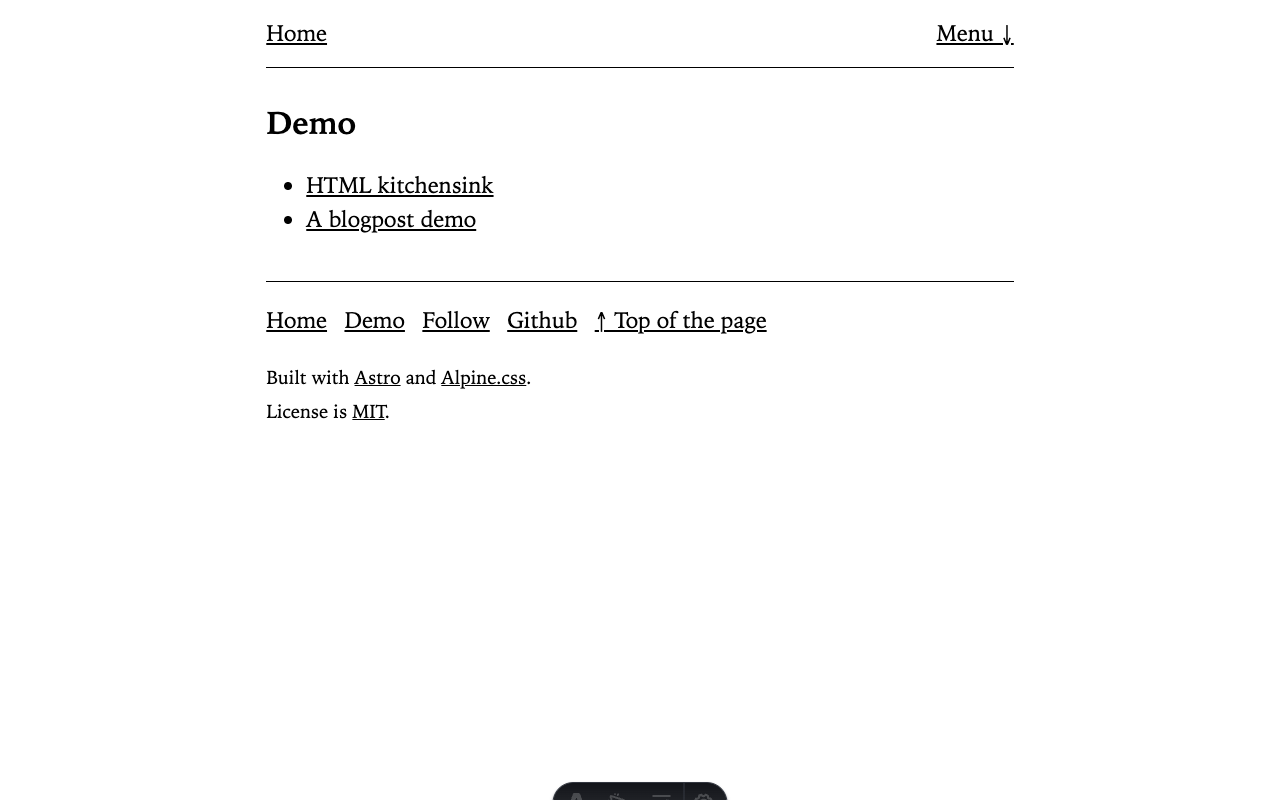 Home Menu ↓
Demo
• HTML kitchensink
• A blogpost demo
Home Demo Follow Github ↑ Top of the page
Built with Astro and Alpine.css.
License is MIT.